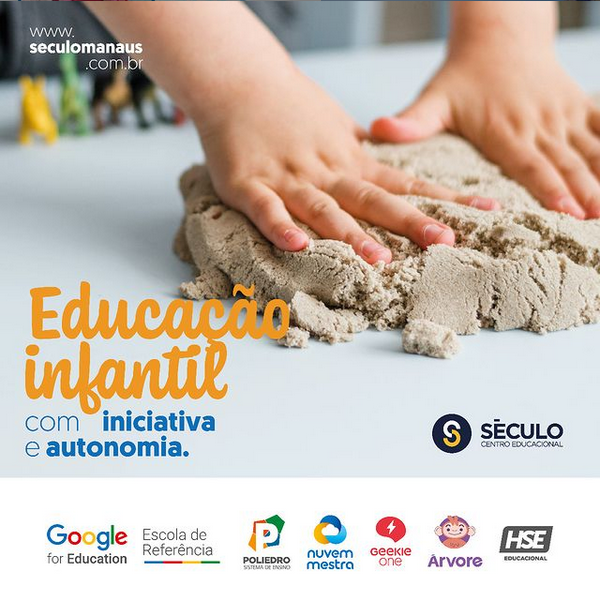 www.
seculomanaus
.com.br
Educação
infantil
com iniciativa
e autonomia.
SÉCULO
CENTRO EDUCACIONAL
Google
for Education
Escola de
Referência
POLIEDRO
SISTEMA DE ENSINO
nuvem
mestra
GEEKIE
one
Árvore
HSE
EDUCACIONAL